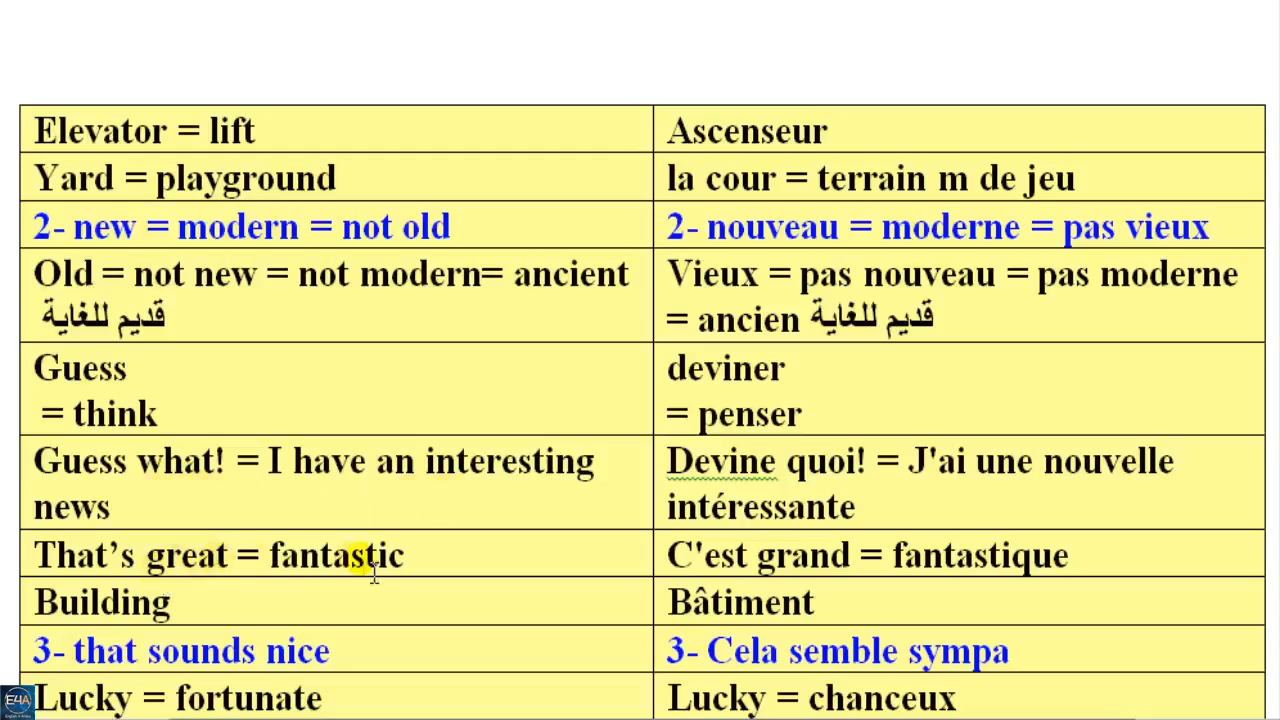 Elevator = lift
Ascenseur
Yard = playground
la cour = terrain m de jeu
2- new = modern = not old
2- nouveau = moderne = pas vieux
Old = not new = not modern= ancient
قديم للغاية
Vieux = pas nouveau = pas moderne
= ancien قديم للغاية
Guess
= think
deviner
= penser
Guess what! = I have an interesting
news
Devine quoi! = J'ai une nouvelle
intéressante
That’s great = fantastic
C'est grand = fantastique
Building
Bâtiment
3- that sounds nice
3- Cela semble sympa
Lucky = fortunate
Lucky = chanceux
E4A